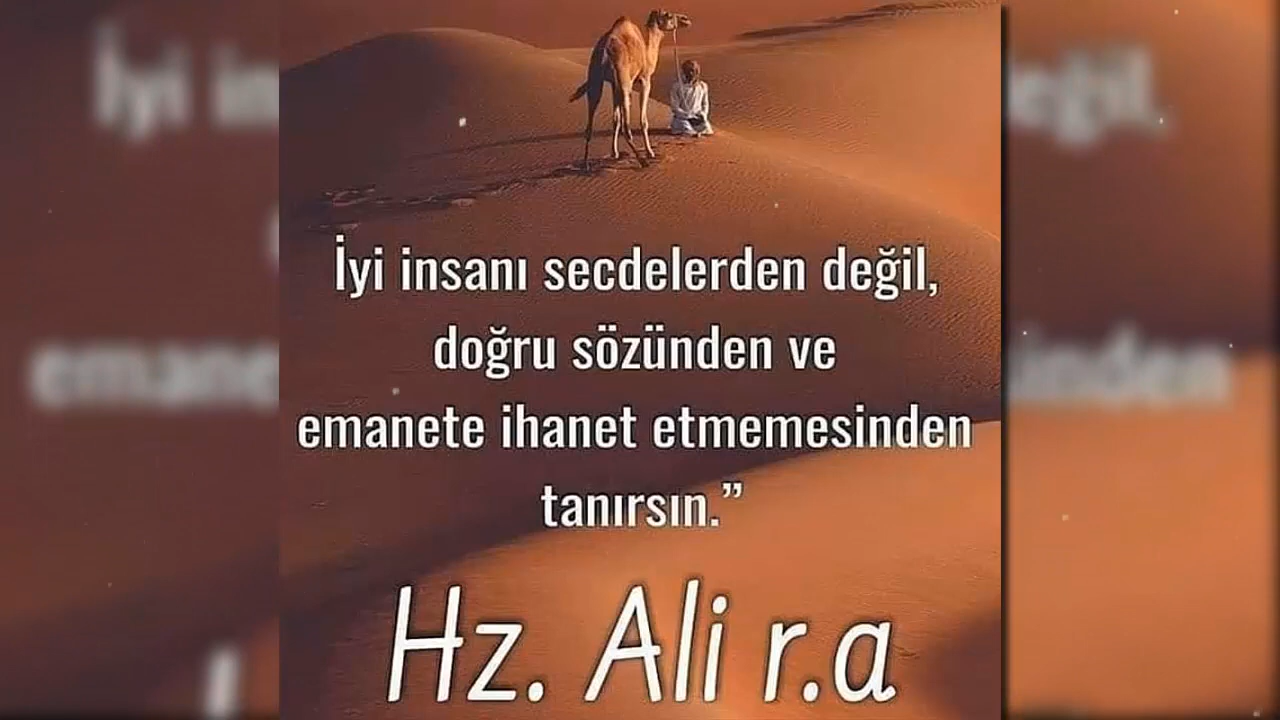 İyi insanı secdelerden değil,
doğru sözünden ve
emanete ihanet etmemesinden
tanırsın.”
Hz. Ali r.a